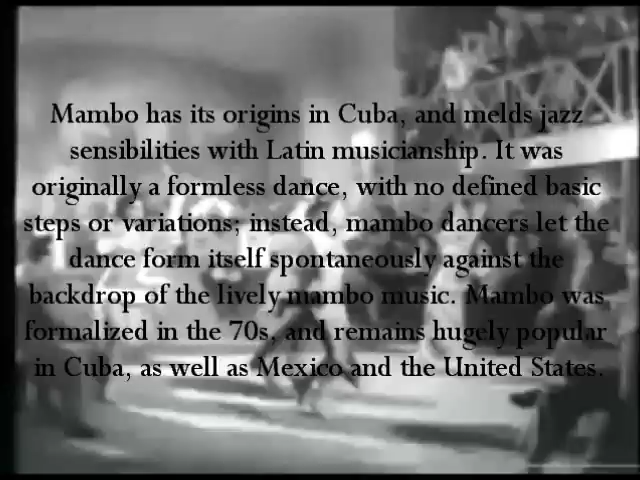 Mambo has its origins in Cuba, and melds jazz
sensibilities with Latin musicianship. It was
originally a formless dance, with no defined basic
steps or variations; instead, mambo dancers let the
dance form itself spontaneously against the
backdrop of the lively mambo music. Mambo was
formalized in the 70s, and remains hugely popular
in Cuba, as well as Mexico and the United States.